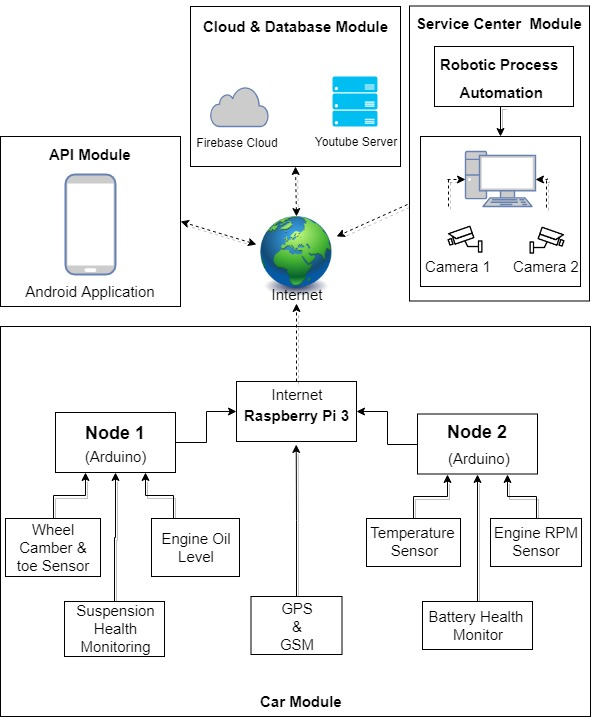 Cloud & Database Module
Firebase Cloud
Youtube Server
Service Center Module
Robotic Process
Automation
Camera 1
Camera 2
API Module
Android Application
Internet
Internet
Raspberry Pi 3
Node 1
(Arduino)
Node 2
(Arduino)
Wheel
Camber &
toe Sensor
Engine Oil
Level
Suspension
Health
Monitoring
GPS
&
GSM
Temperature
Sensor
Engine RPM
Sensor
Battery Health
Monitor
Car Module